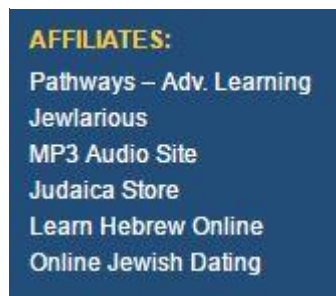 AFFILIATES:
Pathways – Adv. Learning
Jewlarious
MP3 Audio Site
Judaica Store
Learn Hebrew Online
Online Jewish Dating